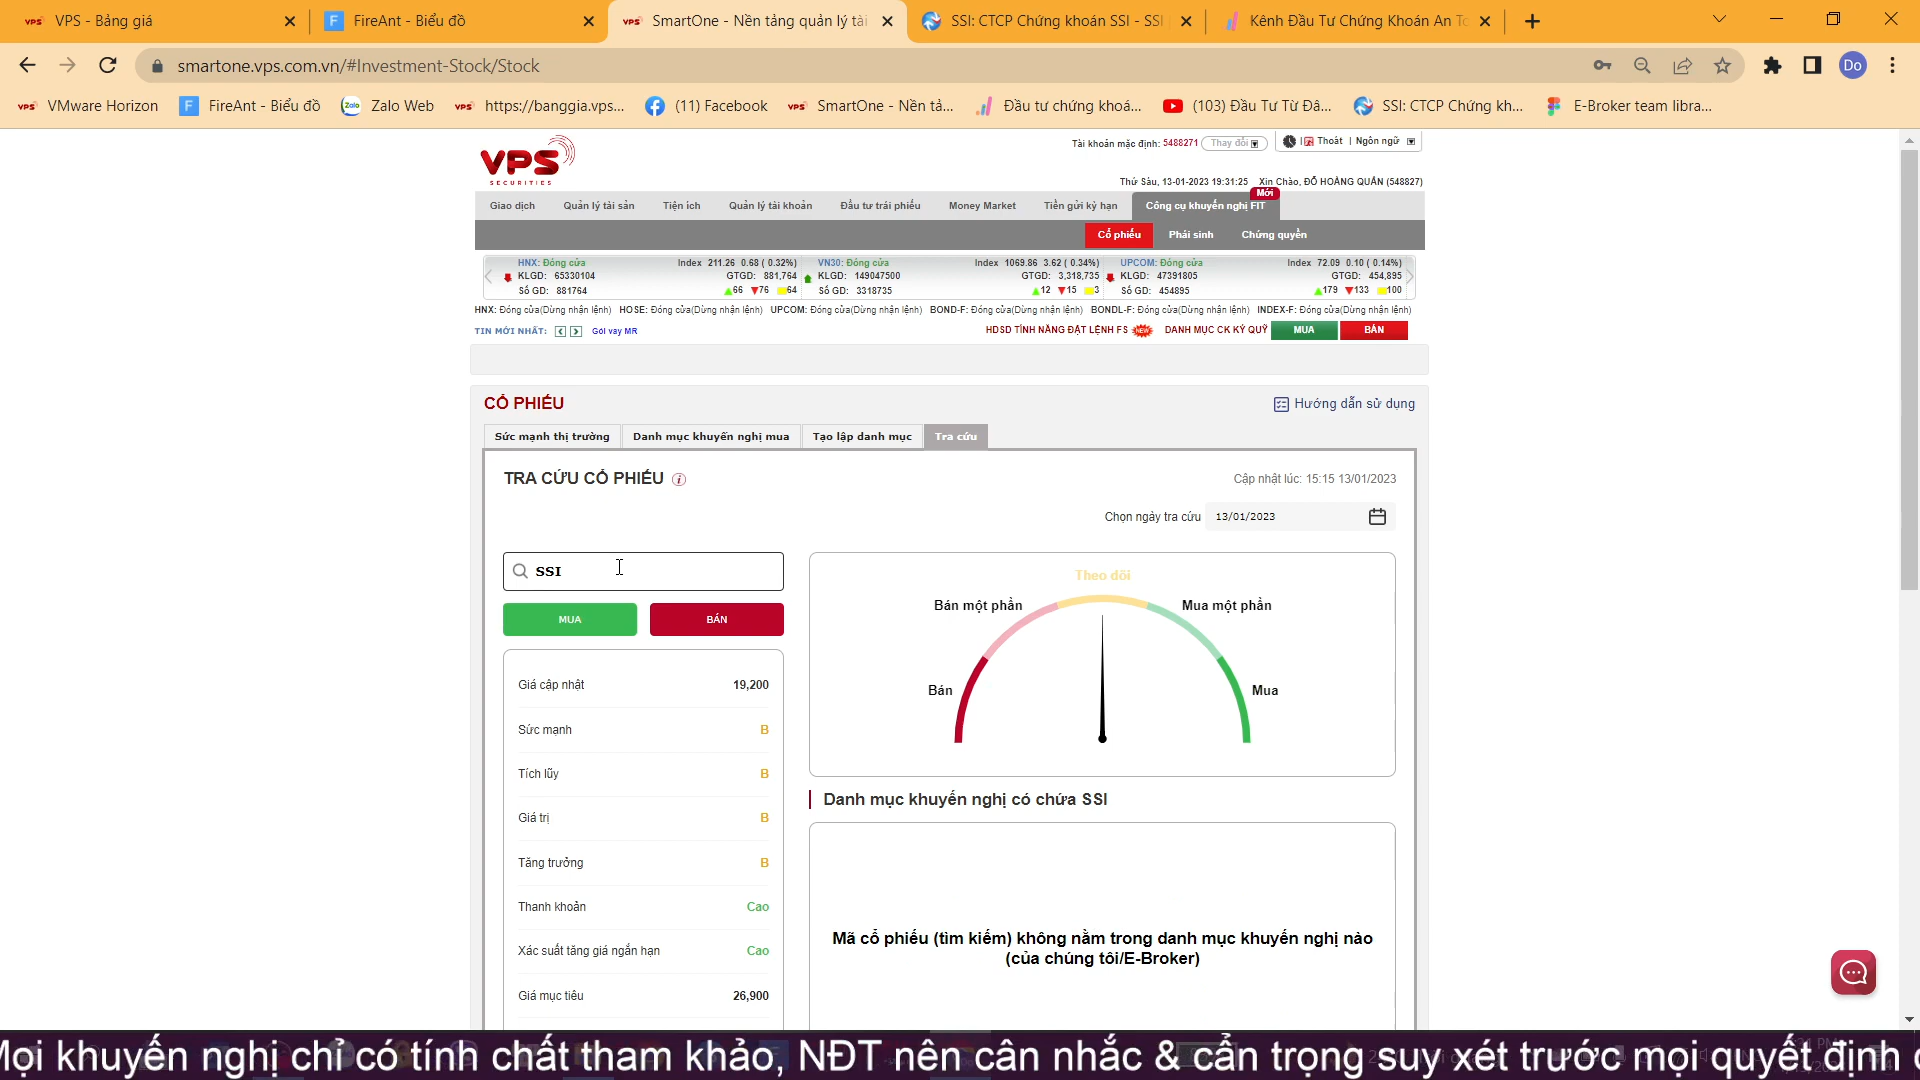 VPS - Bảng giá
FireAnt - Biểu đồ
SmartOne - Nền tảng quản lý tài
SSI: CTCP Chứng khoán SSI - SSI
Kênh Đầu Tư Chứng Khoán An To
smartone.vps.com.vn/#Investment-Stock/Stock
Do
VMware Horizon
FireAnt - Biểu đồ
Zalo Web
https://banggia.vps...
(11) Facebook
SmartOne - Nền tả...
Đầu tư chứng khoá...
(103) Đầu Tư Từ Đầ...
SSI: CTCP Chứng kh...
E-Broker team libra...
VPS
SECURITIES
Tài khoản mặc định: 5488271 Thay đổi
Thoát | Ngôn ngữ
Thứ Sáu, 13-01-2023 19:31:25 Xin Chào, ĐỖ HOÀNG QUÂN (548827)
Mới
Giao dịch Quản lý tài sản Tiện ích Quản lý tài khoản Đầu tư trái phiếu Money Market Tiền gửi kỳ hạn Công cụ khuyến nghị FIT
Cổ phiếu Phái sinh Chứng quyền
HNX: Đóng cửa Index 211.26 0.68 ( 0.32%)
KLGD: 65330104 GTGD: 881,764
Số GD: 881764 66 76 64
VN30: Đóng cửa Index 1069.86 3.62 ( 0.34%)
KLGD: 149047500 GTGD: 3,318,735
Số GD: 3318735 12 15 3
UPCOM: Đóng cửa Index 72.09 0.10 ( 0.14%)
KLGD: 47391805 GTGD: 454,895
Số GD: 454895 179 133 100
HNX: Đóng cửa(Dừng nhận lệnh) HOSE: Đóng cửa(Dừng nhận lệnh) UPCOM: Đóng cửa(Dừng nhận lệnh) BOND-F: Đóng cửa(Dừng nhận lệnh) BONDL-F: Đóng cửa(Dừng nhận lệnh) INDEX-F: Đóng cửa(Dừng nhận lệnh)
TIN MỚI NHẤT: Gói vay MR HDSD TÍNH NĂNG ĐẶT LỆNH FS NEW DANH MỤC CK KÝ QUỸ MUA BÁN
CỔ PHIẾU
Hướng dẫn sử dụng
Sức mạnh thị trường Danh mục khuyến nghị mua Tạo lập danh mục Tra cứu
TRA CỨU CỔ PHIẾU
Cập nhật lúc: 15:15 13/01/2023
Chọn ngày tra cứu 13/01/2023
SSI
MUA BÁN
Giá cập nhật 19,200
Sức mạnh B
Tích lũy B
Giá trị B
Tăng trưởng B
Thanh khoản Cao
Xác suất tăng giá ngắn hạn Cao
Giá mục tiêu 26,900
Theo dõi
Bán một phần Mua một phần
Bán Mua
Danh mục khuyến nghị có chứa SSI
Mã cổ phiếu (tìm kiếm) không nằm trong danh mục khuyến nghị nào
(của chúng tôi/E-Broker)
Mọi khuyến nghị chỉ có tính chất tham khảo, NĐT nên cân nhắc & cẩn trọng suy xét trước mọi quyết định